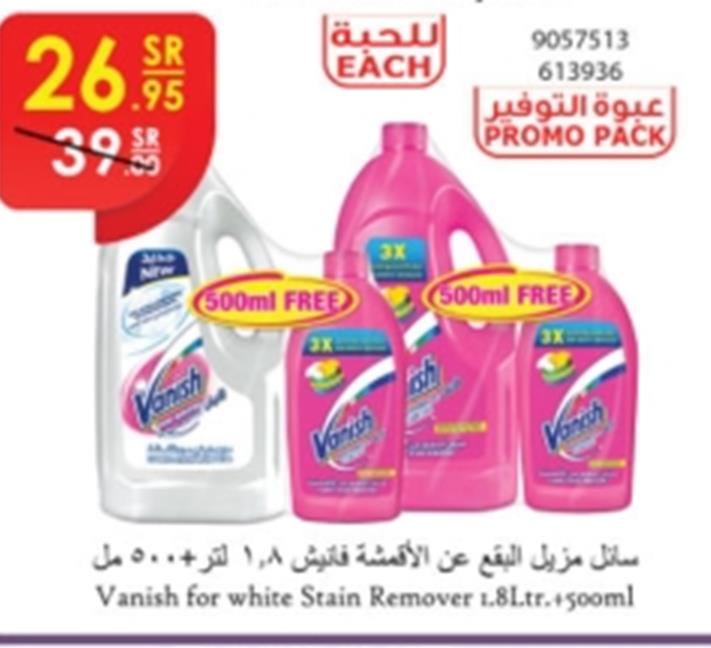 26.95 SR
39.00 SR
للحبة
EACH
9057513
613936
عبوة التوفير
PROMO PACK
جديد
New
3X
500ml FREE
500ml FREE
3X
3X
Vanish
Vanish
ish
Vanish
سائل مزيل البقع عن الأقمشة فانيش ١,٨ لتر+٥٠٠ مل
Vanish for white Stain Remover 1.8Ltr.+500ml